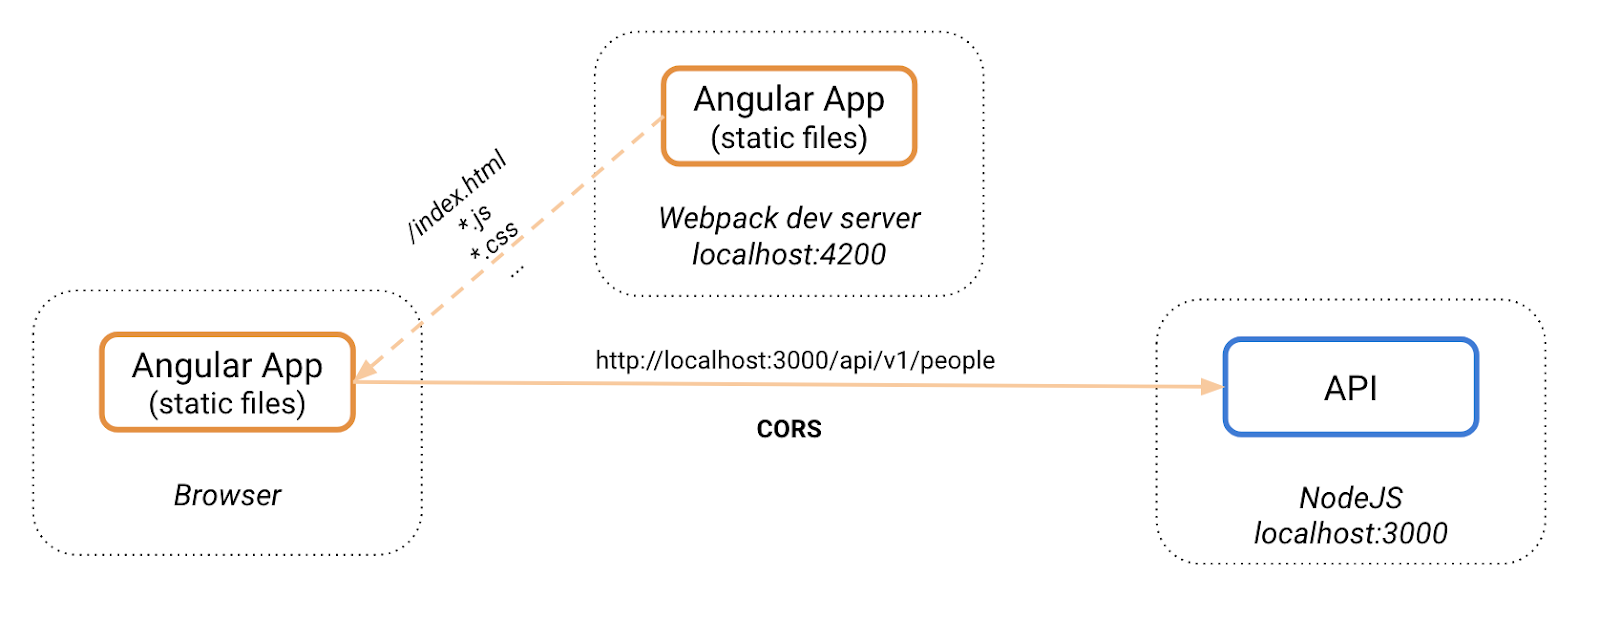 Angular App
(static files)
Webpack dev server
localhost:4200
/index.html
*.js
*.css
...
Angular App
(static files)
Browser
http://localhost:3000/api/v1/people
CORS
API
NodeJS
localhost:3000